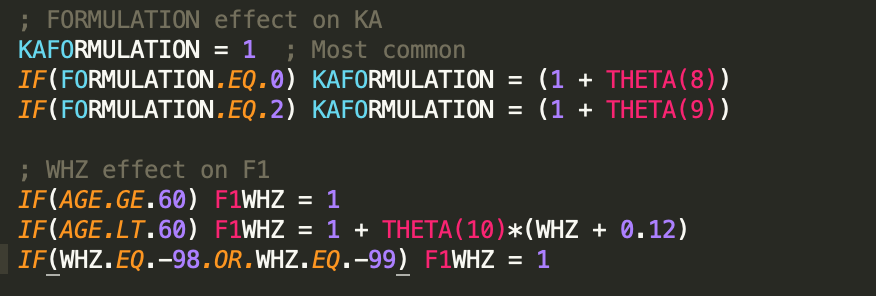 ; FORMULATION effect on KA
KAFORMULATION = 1  ; Most common
IF(FORMULATION.EQ.0) KAFORMULATION = (1 + THETA(8))
IF(FORMULATION.EQ.2) KAFORMULATION = (1 + THETA(9))

; WHZ effect on F1
IF(AGE.GE.60) F1WHZ = 1
IF(AGE.LT.60) F1WHZ = 1 + THETA(10)*(WHZ + 0.12)
IF(WHZ.EQ.-98.OR.WHZ.EQ.-99) F1WHZ = 1